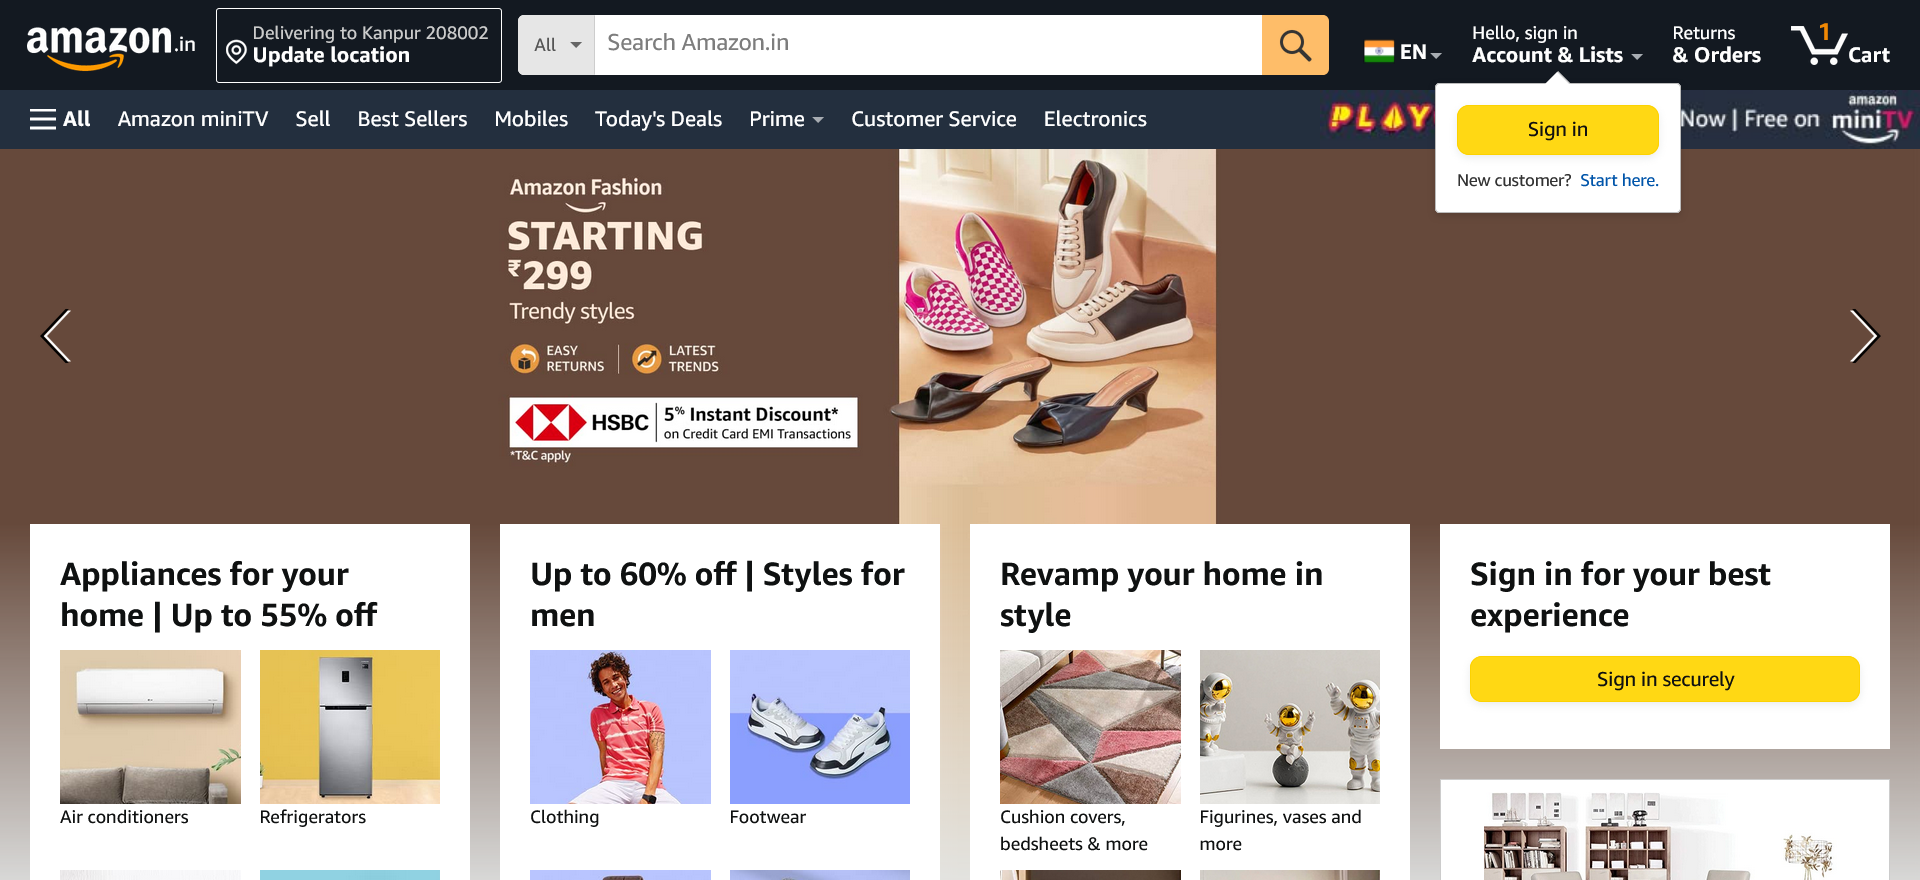 amazon.in
Delivering to Kanpur 208002
Update location
All
Search Amazon.in
EN
Hello, sign in
Account & Lists
Returns
& Orders
1
Cart
All
Amazon miniTV
Sell
Best Sellers
Mobiles
Today's Deals
Prime
Customer Service
Electronics
PLAY
Now | Free on
amazon
miniTV
Sign in
New customer? Start here.
Amazon Fashion
STARTING
₹299
Trendy styles
EASY
RETURNS
LATEST
TRENDS
HSBC
5% Instant Discount*
on Credit Card EMI Transactions
*T&C apply
Appliances for your
home | Up to 55% off
Air conditioners
Refrigerators
Up to 60% off | Styles for
men
Clothing
Footwear
Revamp your home in
style
Cushion covers,
bedsheets & more
Figurines, vases and
more
Sign in for your best
experience
Sign in securely